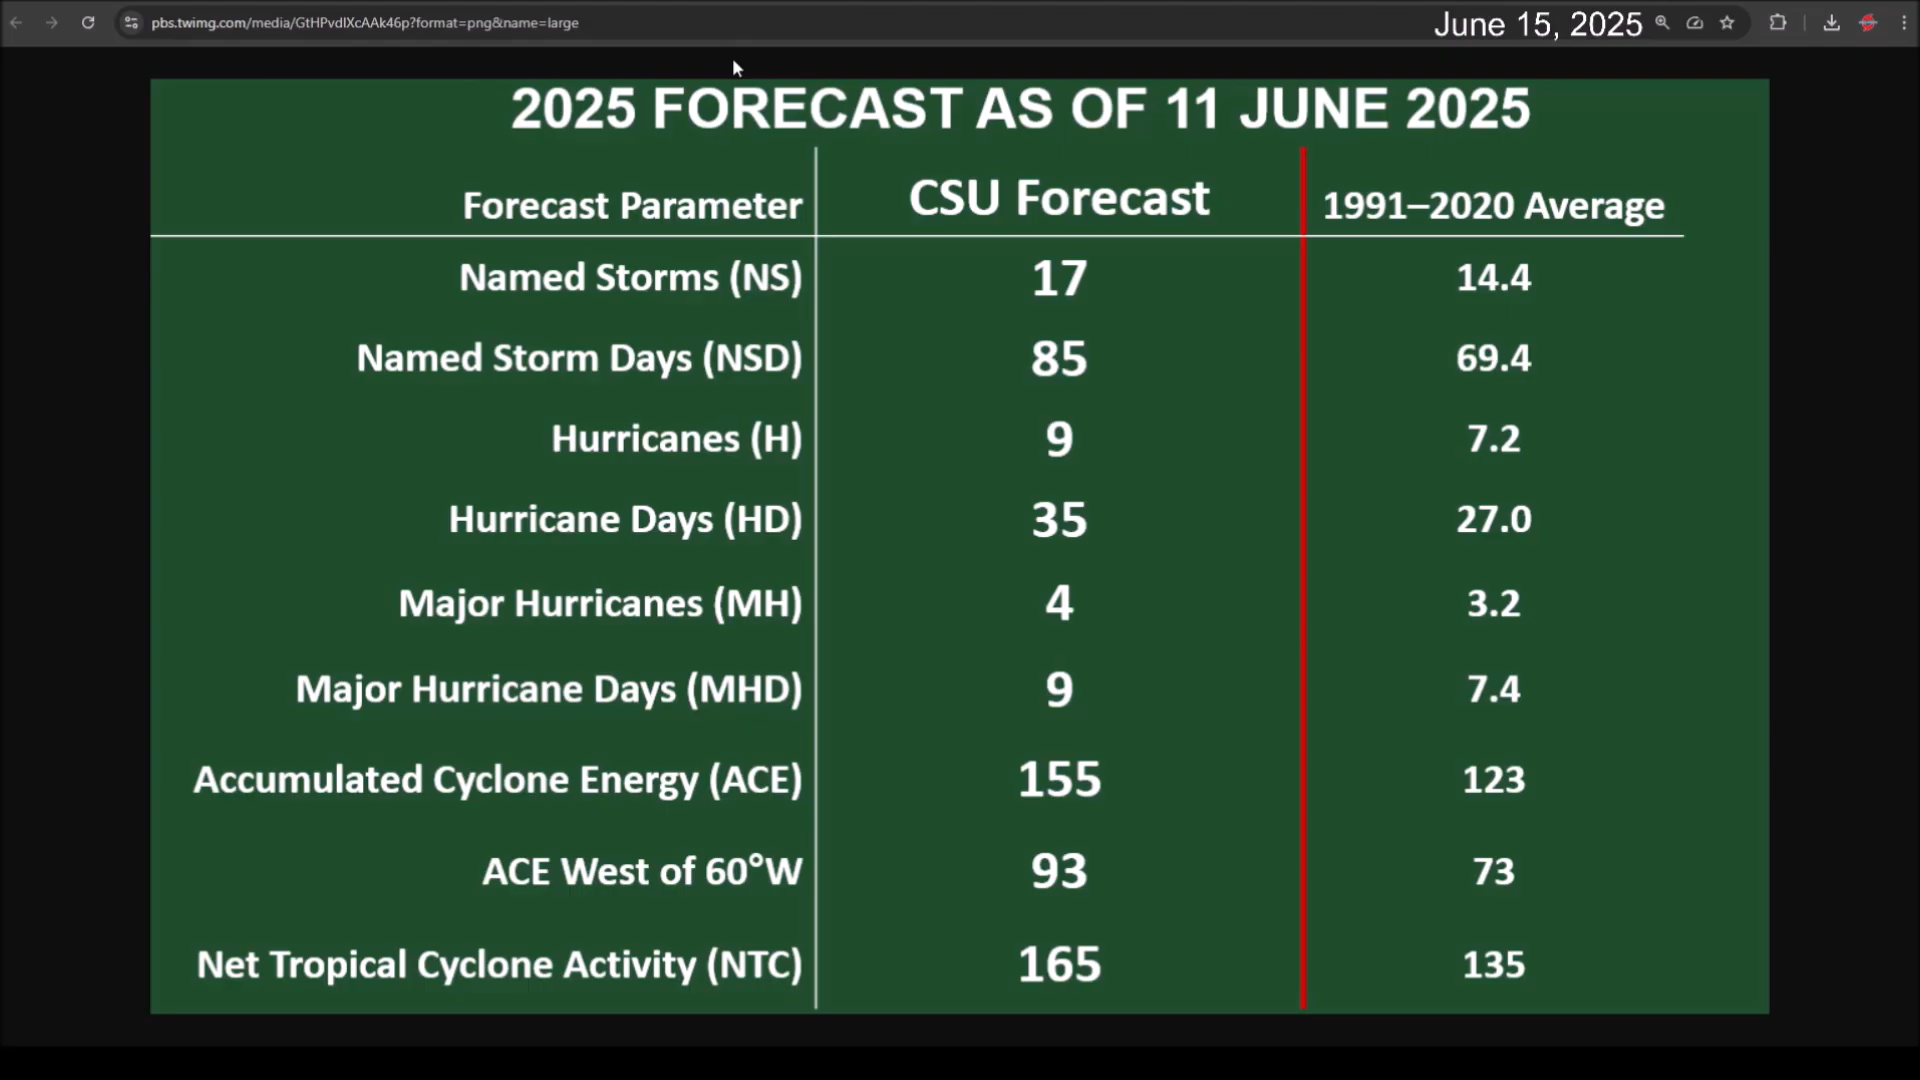 pbs.twimg.com/media/GtHPvdlXcAAk46p?format=png&name=large
June 15, 2025
2025 FORECAST AS OF 11 JUNE 2025
Forecast Parameter CSU Forecast 1991–2020 Average
Named Storms (NS) 17 14.4
Named Storm Days (NSD) 85 69.4
Hurricanes (H) 9 7.2
Hurricane Days (HD) 35 27.0
Major Hurricanes (MH) 4 3.2
Major Hurricane Days (MHD) 9 7.4
Accumulated Cyclone Energy (ACE) 155 123
ACE West of 60°W 93 73
Net Tropical Cyclone Activity (NTC) 165 135